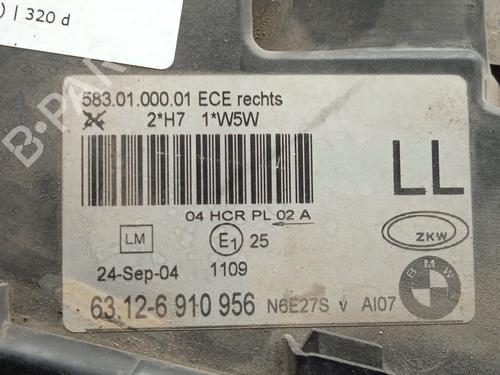 ) | 320 d
583.01.000.01 ECE rechts
2*H7 1*W5W
LL
04 HCR PL 02 A
LM E1 25
ZKW
24-Sep-04 1109
BMW
63.12-6 910 956 N6E27S v AI07
B-PARTS